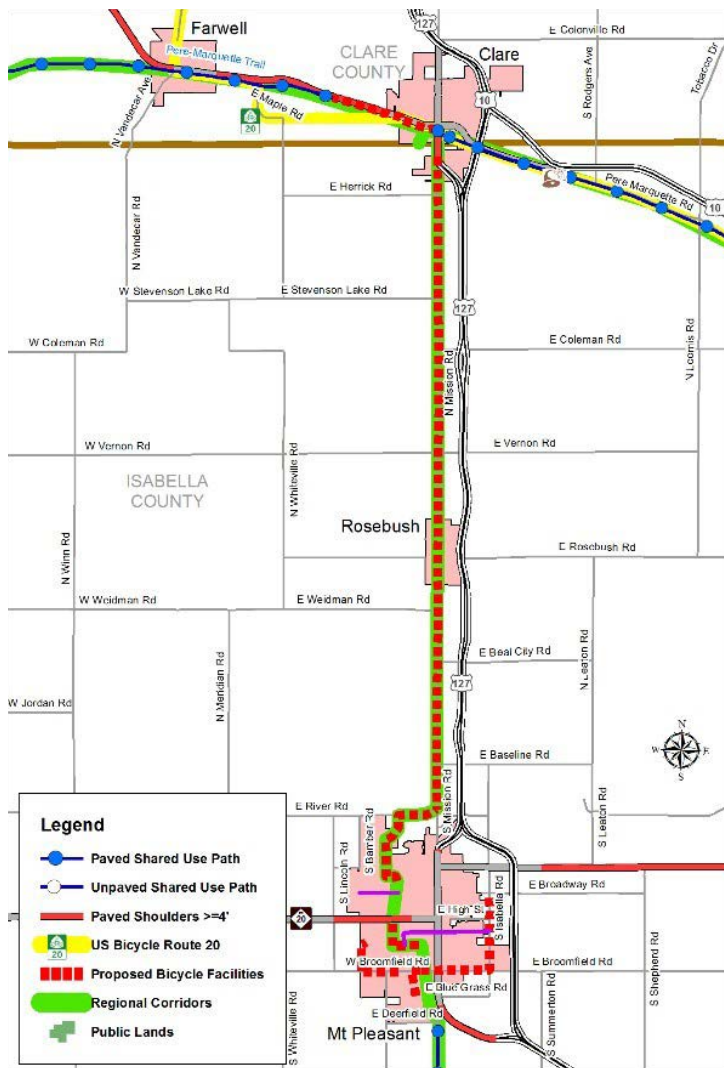 Farwell
127
E Colonville Rd
CLARE
COUNTY
Clare
Pere-Marquette Trail
N Vandecar Ave
E Maple Rd
20
10
S Rodgers Ave
Tobacco Dr
Pere Marquette Rd
10
N Vandecar Rd
E Herrick Rd
W Stevenson Lake Rd
E Stevenson Lake Rd
127
W Coleman Rd
E Coleman Rd
N Mission Rd
N Loomis Rd
W Vernon Rd
E Vernon Rd
ISABELLA
COUNTY
N Whiteville Rd
Rosebush
N Winn Rd
E Rosebush Rd
W Weidman Rd
E Weidman Rd
N Leaton Rd
E Beal City Rd
127
W Jordan Rd
N Meridian Rd
N
W E
S
E Baseline Rd
S Mission Rd
E River Rd
S Bamber Rd
S Lincoln Rd
S Leaton Rd
Legend
Paved Shared Use Path
Unpaved Shared Use Path
Paved Shoulders >=4'
20
US Bicycle Route 20
Proposed Bicycle Facilities
Regional Corridors
Public Lands
E Broadway Rd
20
E High St
S Isabella Rd
W Broomfield Rd
E Broomfield Rd
E Blue Grass Rd
E Deerfield Rd
S Whiteville Rd
S Summerton Rd
S Shepherd Rd
Mt Pleasant